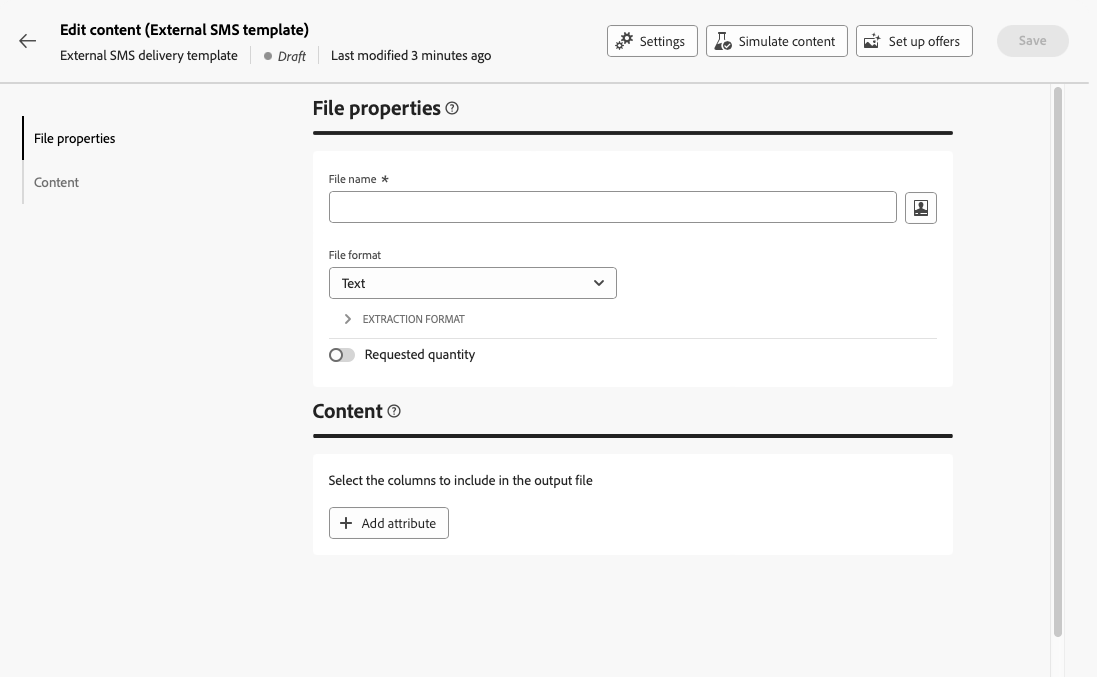 Edit content (External SMS template)
External SMS delivery template Draft Last modified 3 minutes ago
Settings Simulate content Set up offers Save
File properties
Content
File properties
File name *
File format
Text
EXTRACTION FORMAT
Requested quantity
Content
Select the columns to include in the output file
Add attribute